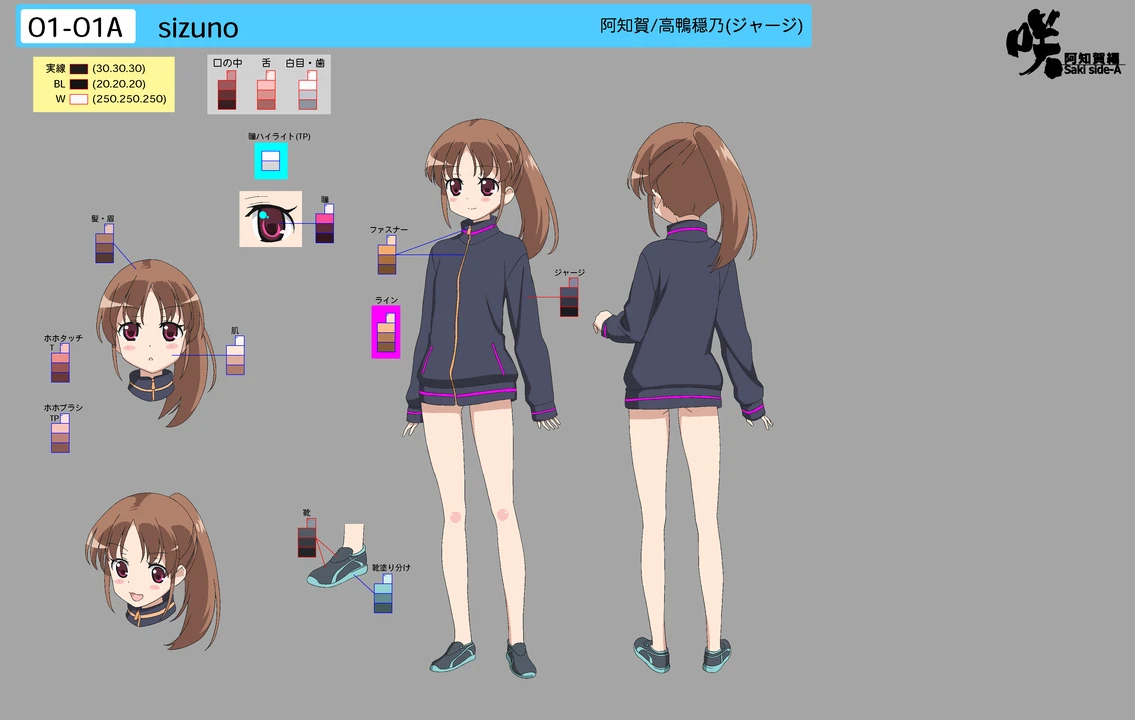 01-01A
sizuno
阿知賀/高鴨穏乃(ジャージ)
咲
阿知賀編
Saki side-A
実線 (30.30.30)
BL (20.20.20)
W (250.250.250)
口の中 舌 白目・歯
瞳ハイライト(TP)
瞳
髪・眉
ファスナー
ジャージ
ライン
肌
ホホタッチ
T
ホホブラシ
TP
靴
靴塗り分け